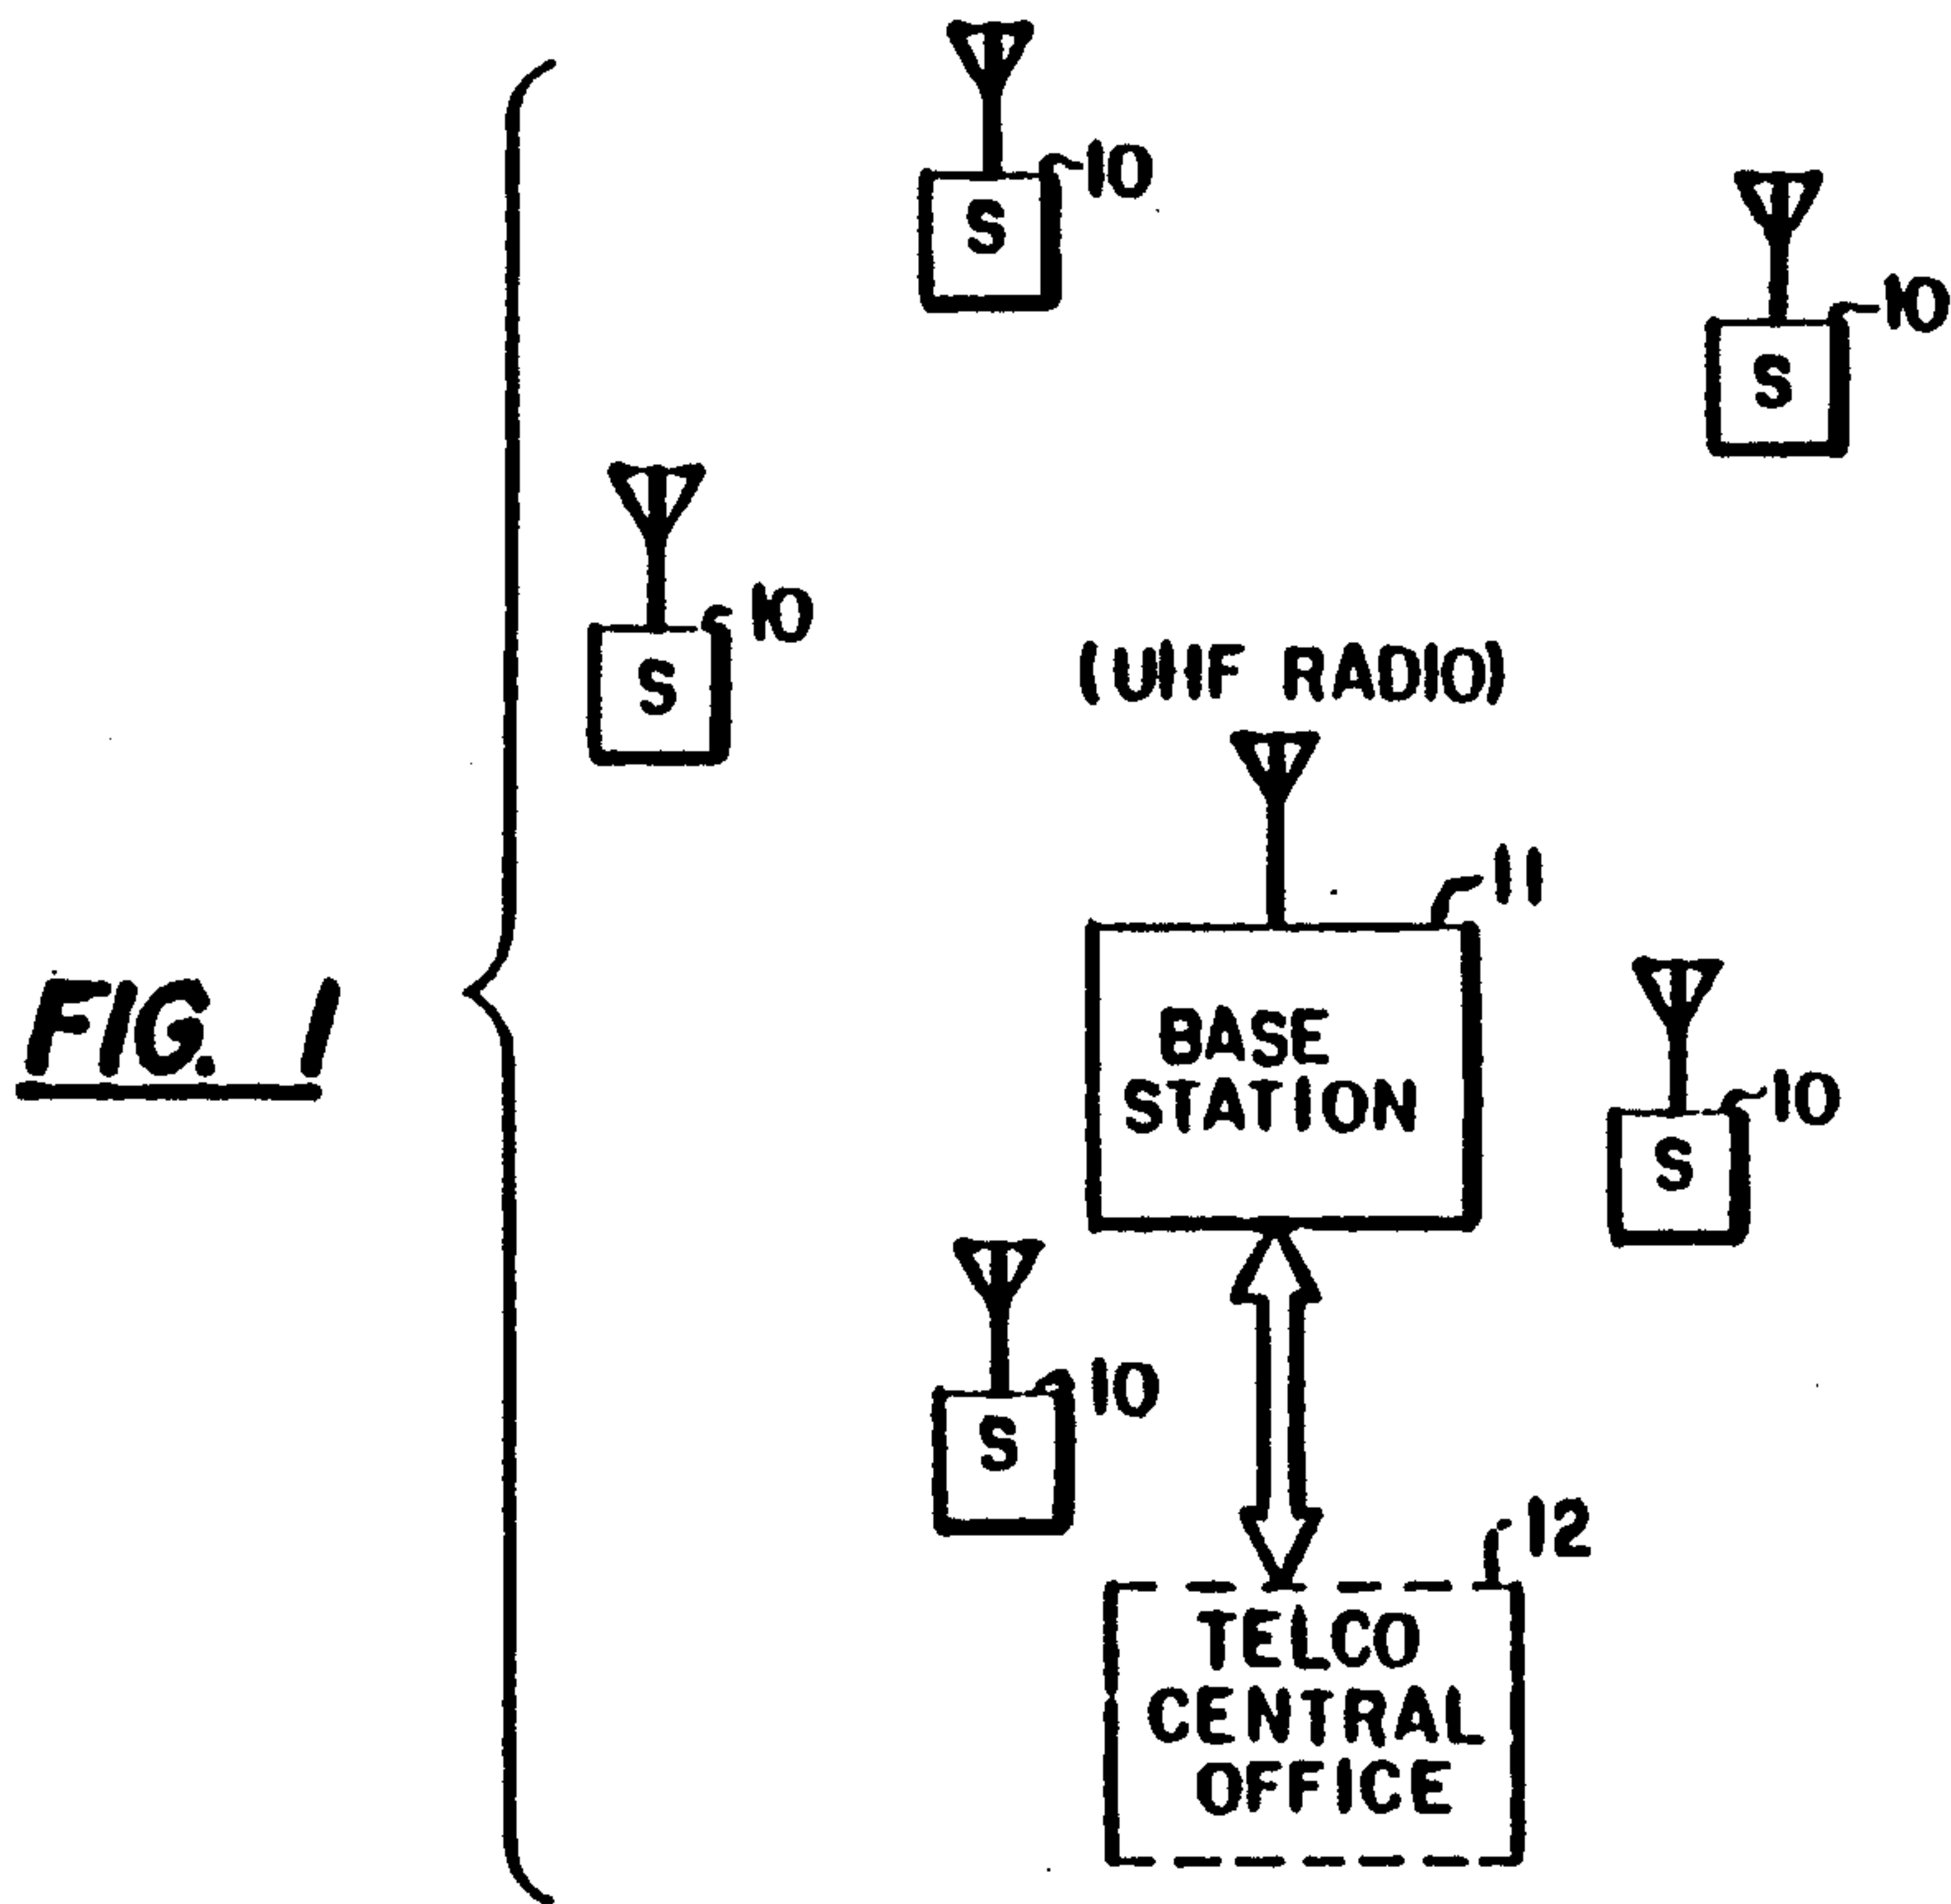 10
S
10
S
10
S
(UHF RADIO)
11
FIG. 1
BASE
STATION
10
S
10
S
12
TELCO
CENTRAL
OFFICE